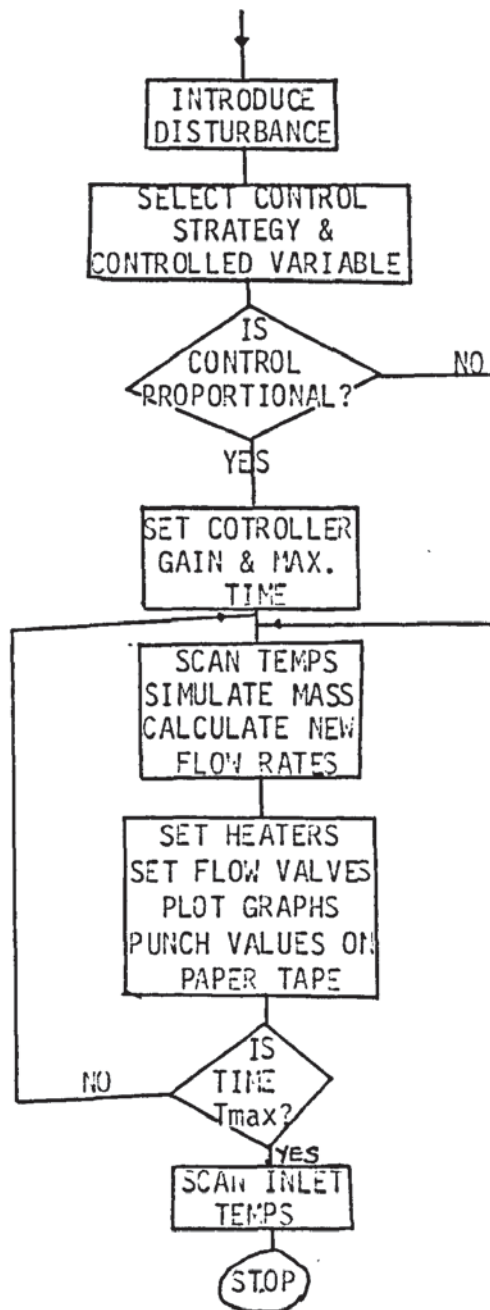 INTRODUCE
DISTURBANCE
SELECT CONTROL
STRATEGY &
CONTROLLED VARIABLE
IS
CONTROL
PROPORTIONAL?
NO
YES
SET COTROLLER
GAIN & MAX.
TIME
SCAN TEMPS
SIMULATE MASS
CALCULATE NEW
FLOW RATES
SET HEATERS
SET FLOW VALVES
PLOT GRAPHS
PUNCH VALUES ON
PAPER TAPE
IS
TIME
Tmax?
NO
YES
SCAN INLET
TEMPS
STOP